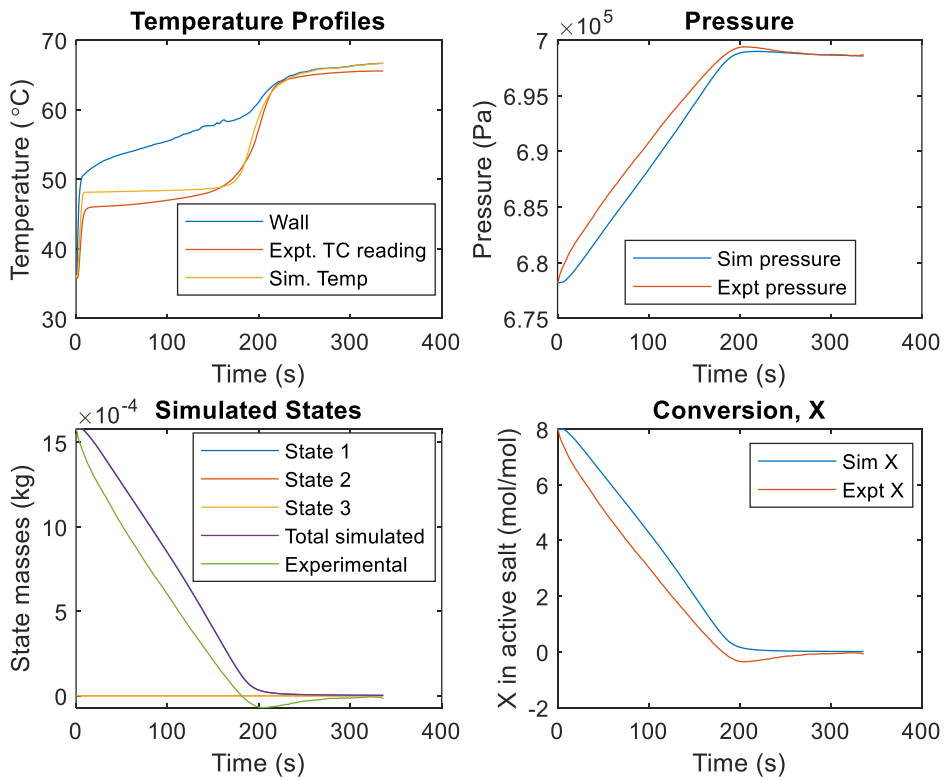 Temperature Profiles
70
60
50
40
30
0
100
200
300
400
Temperature (°C)
Time (s)
Wall
Expt. TC reading
Sim. Temp
Pressure
×10⁵
7
6.95
6.9
6.85
6.8
6.75
0
100
200
300
400
Pressure (Pa)
Time (s)
Sim pressure
Expt pressure
Simulated States
×10⁻⁴
15
10
5
0
0
100
200
300
400
State masses (kg)
Time (s)
State 1
State 2
State 3
Total simulated
Experimental
Conversion, X
8
6
4
2
0
-2
0
100
200
300
400
X in active salt (mol/mol)
Time (s)
Sim X
Expt X